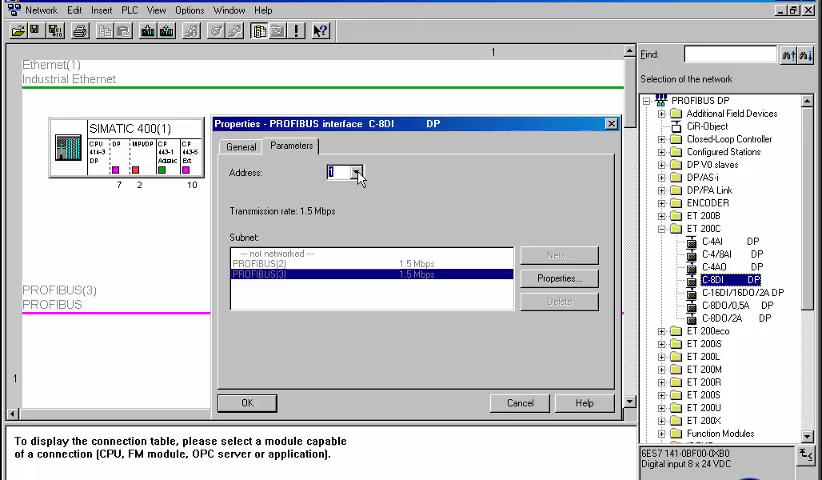 Network Edit Insert PLC View Options Window Help
Find:
Selection of the network
1
Ethernet(1)
Industrial Ethernet
SIMATIC 400(1)
CPU DP MPI/DP CP CP
416-3 443-1 443-5
DP Ext
7 2 10
PROFIBUS(3)
PROFIBUS
1
Properties - PROFIBUS interface C-8DI DP
General Parameters
Address: 1
Transmission rate: 1.5 Mbps
Subnet:
--- not networked ---
PROFIBUS(2) 1.5 Mbps
PROFIBUS(3) 1.5 Mbps
New...
Properties...
Delete
OK Cancel Help
PROFIBUS DP
Additional Field Devices
CiR-Object
Closed-Loop Controller
Configured Stations
DP V0 slaves
DP/AS-i
DP/PA Link
ENCODER
ET 200B
ET 200C
C-4AI DP
C-4/8AI DP
C-4AO DP
C-8DI DP
C-16DI/16DO/2A DP
C-8DO/0,5A DP
C-8DO/2A DP
ET 200eco
ET 200iS
ET 200L
ET 200M
ET 200R
ET 200S
ET 200U
ET 200X
Function Modules
6ES7 141-0BF00-0XB0
Digital input 8 x 24 VDC
To display the connection table, please select a module capable
of a connection (CPU, FM module, OPC server or application).